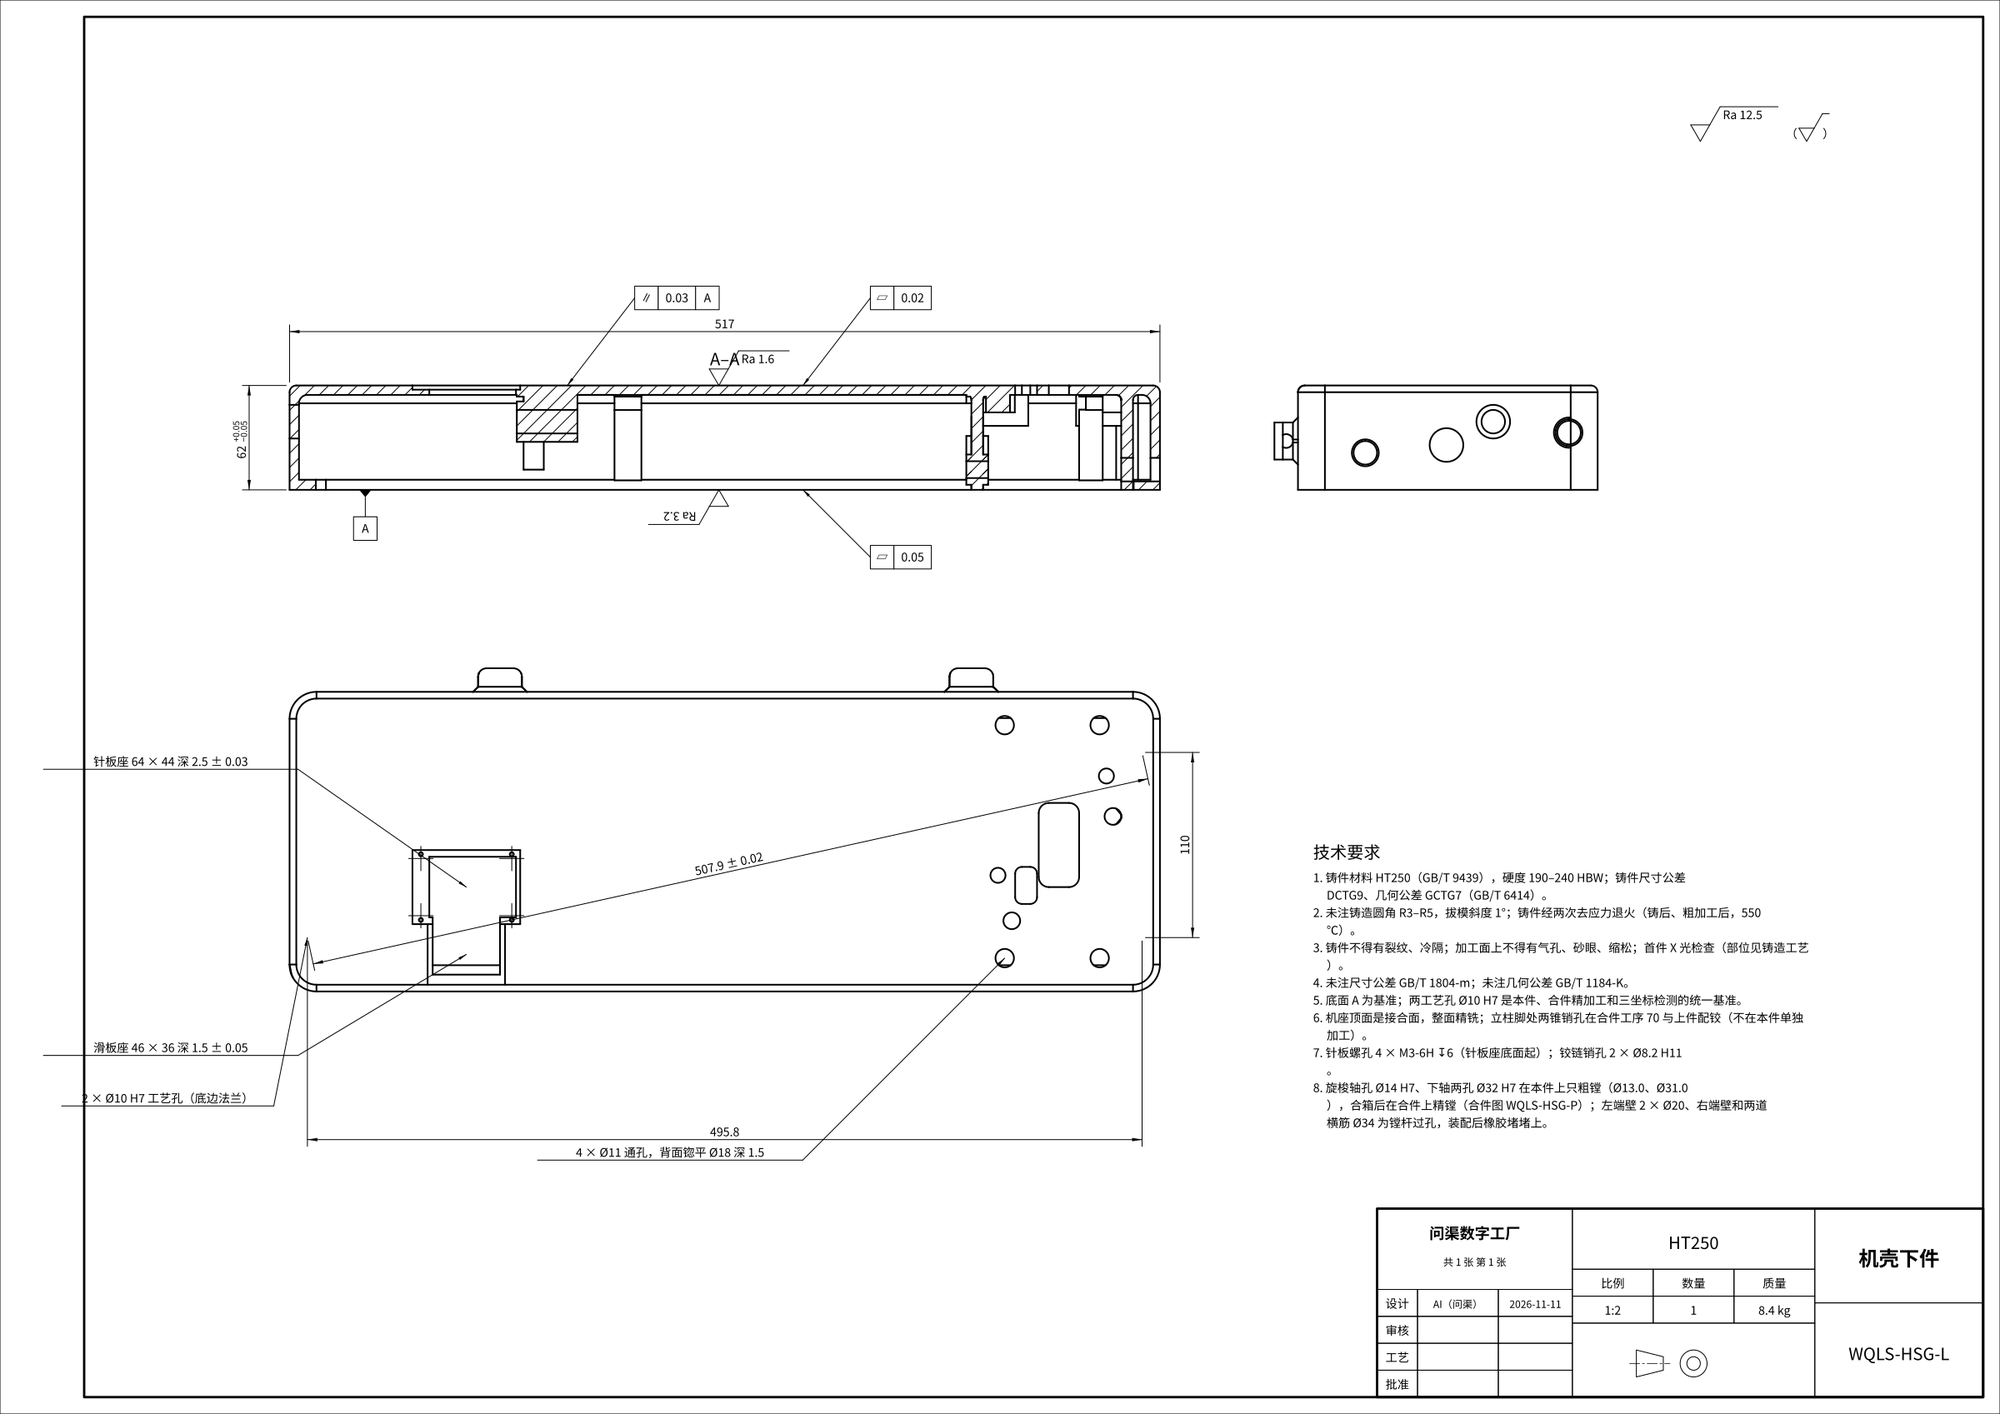 Ra 12.5
( )
0.03 A
0.02
517
A–A Ra 1.6
62 +0.05 −0.05
A
Ra 3.2
0.05
针板座 64 × 44 深 2.5 ± 0.03
507.9 ± 0.02
110
滑板座 46 × 36 深 1.5 ± 0.05
2 × Ø10 H7 工艺孔（底边法兰）
495.8
4 × Ø11 通孔，背面锪平 Ø18 深 1.5
技术要求
1. 铸件材料 HT250（GB/T 9439），硬度 190–240 HBW；铸件尺寸公差
DCTG9、几何公差 GCTG7（GB/T 6414）。
2. 未注铸造圆角 R3–R5，拔模斜度 1°；铸件经两次去应力退火（铸后、粗加工后，550
℃）。
3. 铸件不得有裂纹、冷隔；加工面上不得有气孔、砂眼、缩松；首件 X 光检查（部位见铸造工艺
）。
4. 未注尺寸公差 GB/T 1804-m；未注几何公差 GB/T 1184-K。
5. 底面 A 为基准；两工艺孔 Ø10 H7 是本件、合件精加工和三坐标检测的统一基准。
6. 机座顶面是接合面，整面精铣；立柱脚处两锥销孔在合件工序 70 与上件配铰（不在本件单独
加工）。
7. 针板螺孔 4 × M3-6H ↧6（针板座底面起）；铰链销孔 2 × Ø8.2 H11
。
8. 旋梭轴孔 Ø14 H7、下轴两孔 Ø32 H7 在本件上只粗镗（Ø13.0、Ø31.0
），合箱后在合件上精镗（合件图 WQLS-HSG-P）；左端壁 2 × Ø20、右端壁和两道
横筋 Ø34 为镗杆过孔，装配后橡胶堵堵上。
问渠数字工厂
共 1 张 第 1 张
HT250
机壳下件
比例 数量 质量
设计 AI（问渠） 2026-11-11
1:2 1 8.4 kg
审核
工艺
批准
WQLS-HSG-L